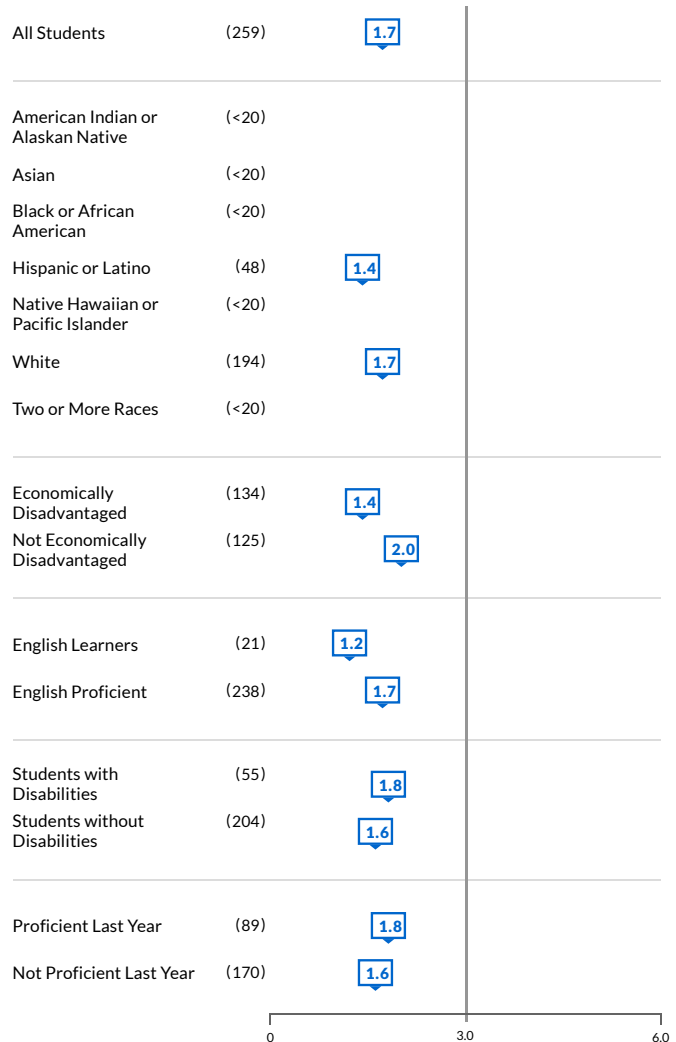 All Students (259) 1.7
American Indian or (<20)
Alaskan Native
Asian (<20)
Black or African (<20)
American
Hispanic or Latino (48) 1.4
Native Hawaiian or (<20)
Pacific Islander
White (194) 1.7
Two or More Races (<20)
Economically (134) 1.4
Disadvantaged
Not Economically (125) 2.0
Disadvantaged
English Learners (21) 1.2
English Proficient (238) 1.7
Students with (55) 1.8
Disabilities
Students without (204) 1.6
Disabilities
Proficient Last Year (89) 1.8
Not Proficient Last Year (170) 1.6
0 3.0 6.0